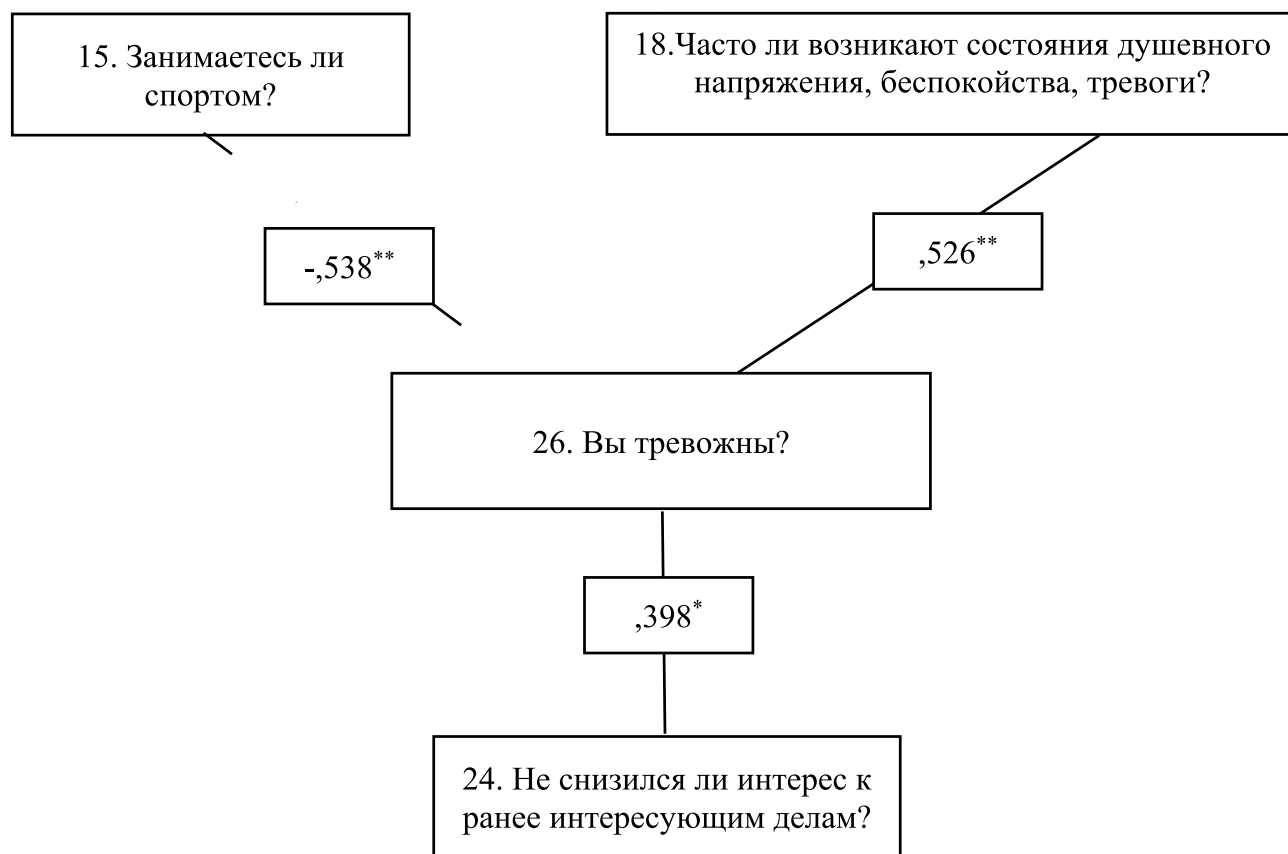 15. Занимаетесь ли
спортом?
18.Часто ли возникают состояния душевного
напряжения, беспокойства, тревоги?
-,538**
,526**
26. Вы тревожны?
,398*
24. Не снизился ли интерес к
ранее интересующим делам?